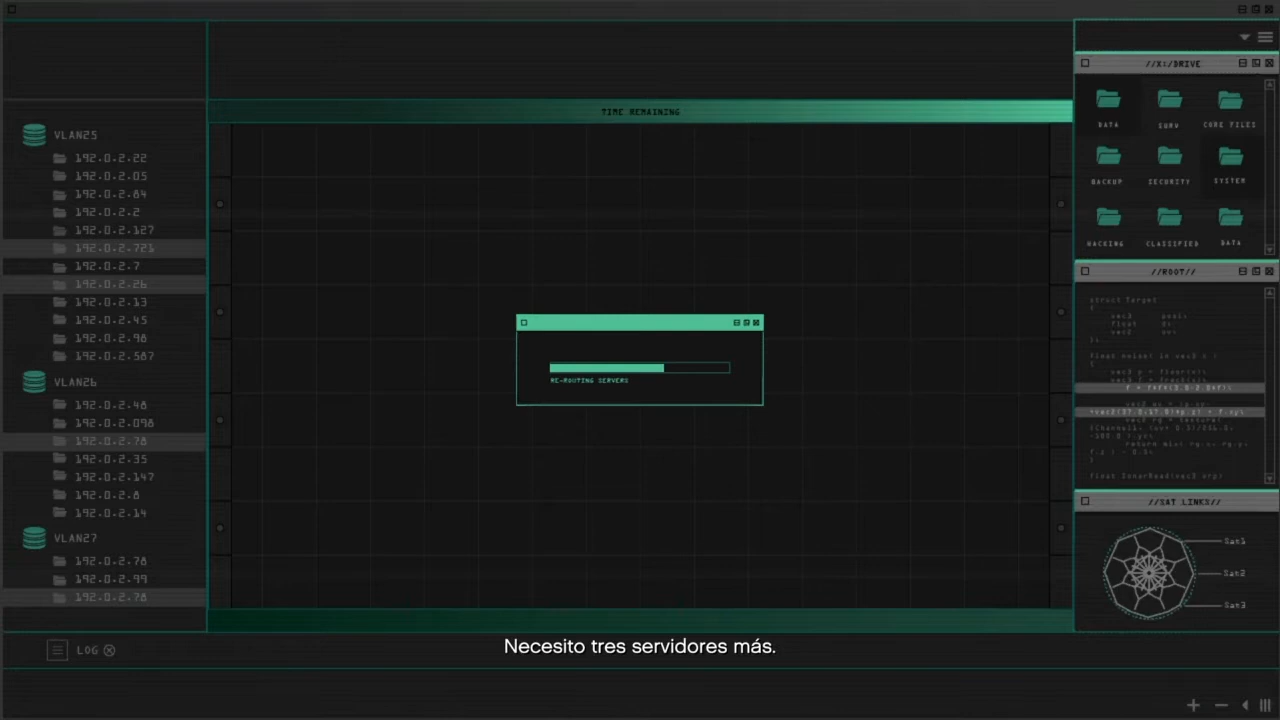 TIME REMAINING
VLAN25
192.0.2.22
192.0.2.05
192.0.2.84
192.0.2.2
192.0.2.127
192.0.2.721
192.0.2.7
192.0.2.26
192.0.2.13
192.0.2.45
192.0.2.98
192.0.2.587
VLAN26
192.0.2.48
192.0.2.098
192.0.2.78
192.0.2.35
192.0.2.147
192.0.2.8
192.0.2.14
VLAN27
192.0.2.78
192.0.2.99
192.0.2.78
LOG
RE-ROUTING SERVERS
//X:/DRIVE
DATA SURV CODE FILES
BACKUP SECURITY SYSTEM
HACKING CLASSIFIED DATA
//ROOT//
struct Target
{
vec3
float
vec2
};
//SAT LINKS//
Sat1
Sat2
Sat3
Necesito tres servidores más.